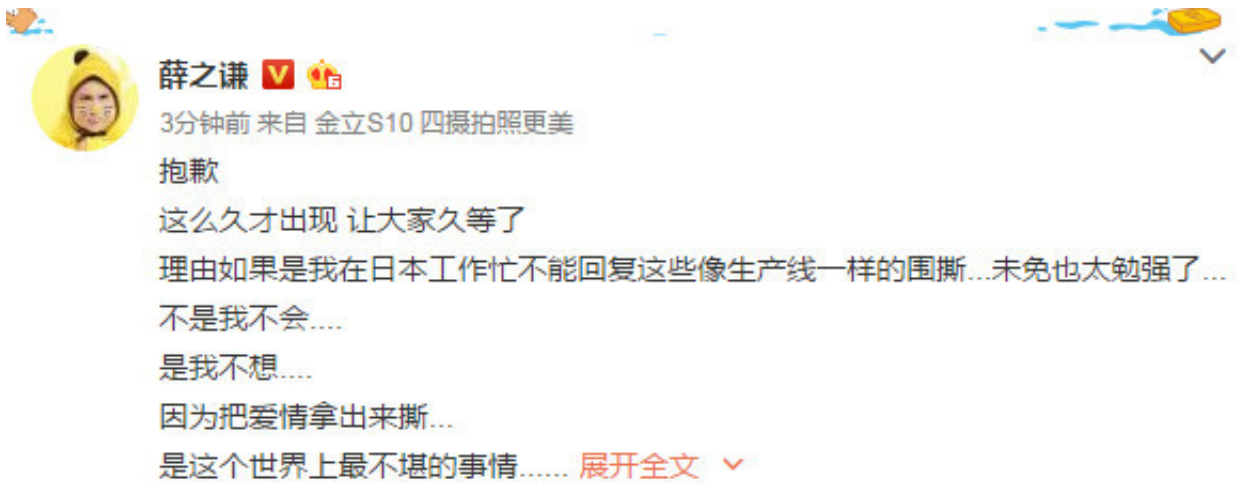 薛之谦 V 6
3分钟前 来自 金立S10 四摄拍照更美
抱歉
这么久才出现 让大家久等了
理由如果是我在日本工作忙不能回复这些像生产线一样的围撕...未免也太勉强了...
不是我不会....
是我不想....
因为把爱情拿出来撕...
是这个世界上最不堪的事情...... 展开全文